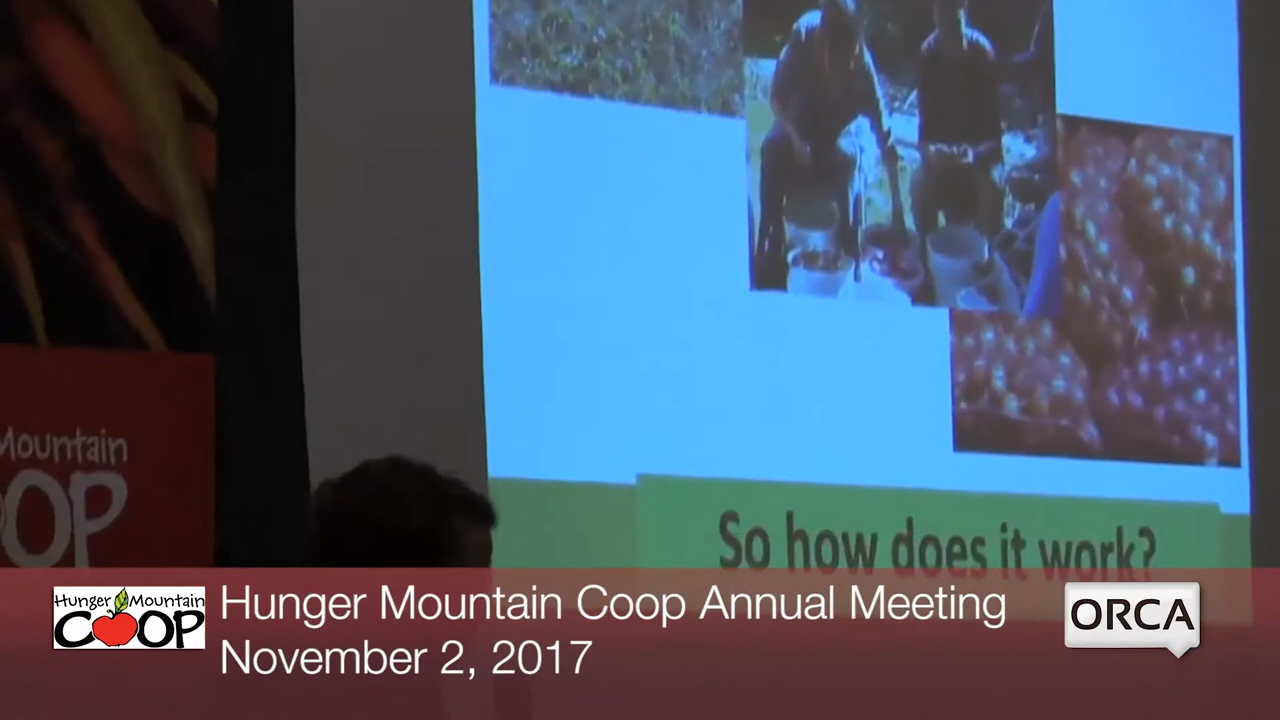 Mountain
OP
So how does it work?
Hunger Mountain
COOP
Hunger Mountain Coop Annual Meeting
November 2, 2017
ORCA